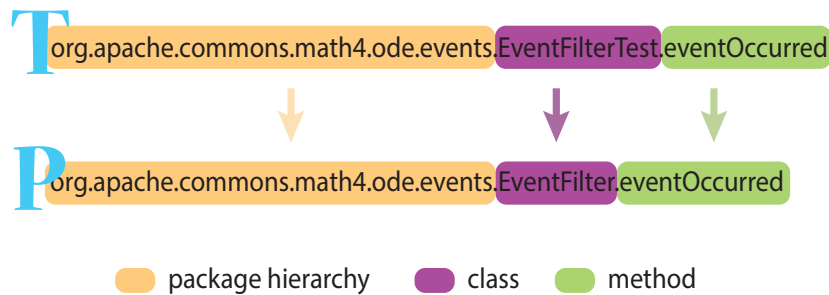 T org.apache.commons.math4.ode.events.EventFilterTest.eventOccurred
P org.apache.commons.math4.ode.events.EventFilter.eventOccurred
package hierarchy class method